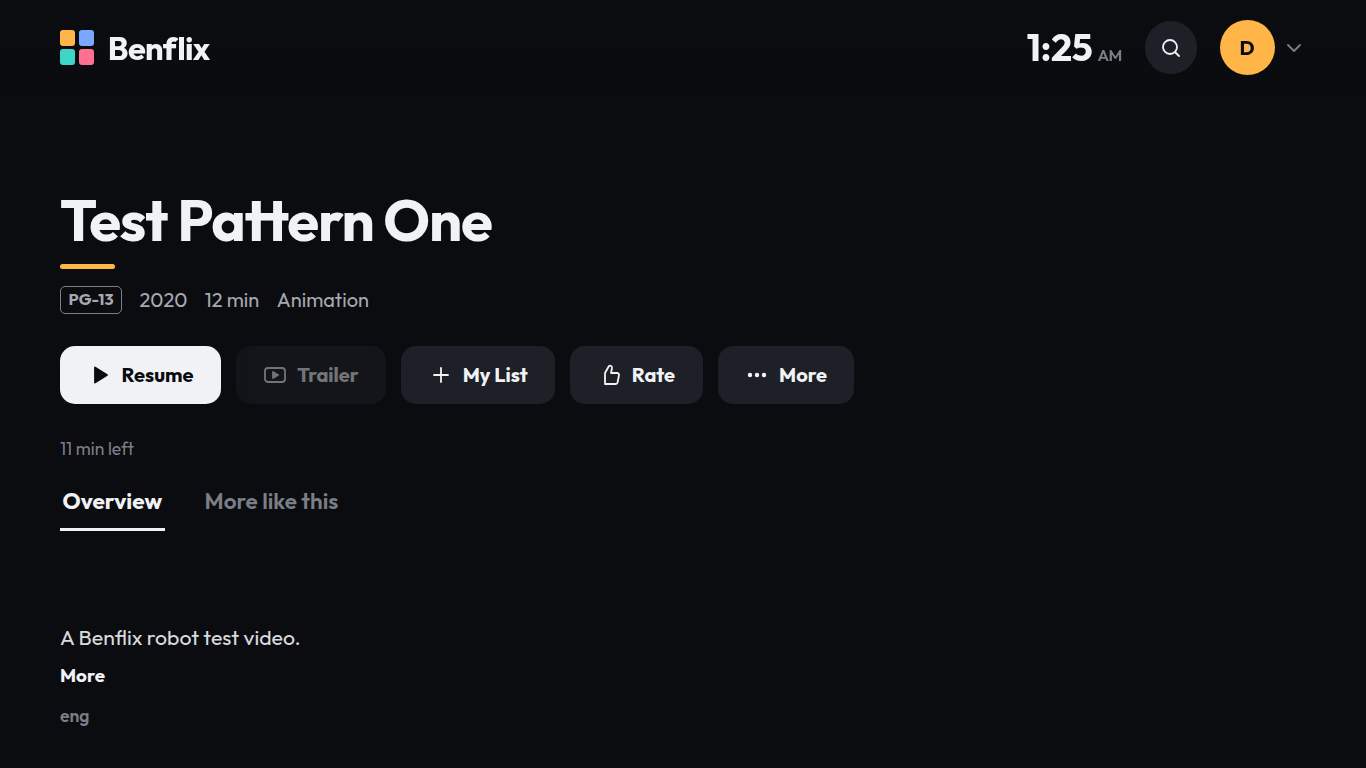 Benflix
1:25 AM
D
Test Pattern One
PG-13 2020 12 min Animation
Resume Trailer My List Rate More
11 min left
Overview More like this
A Benflix robot test video.
More
eng